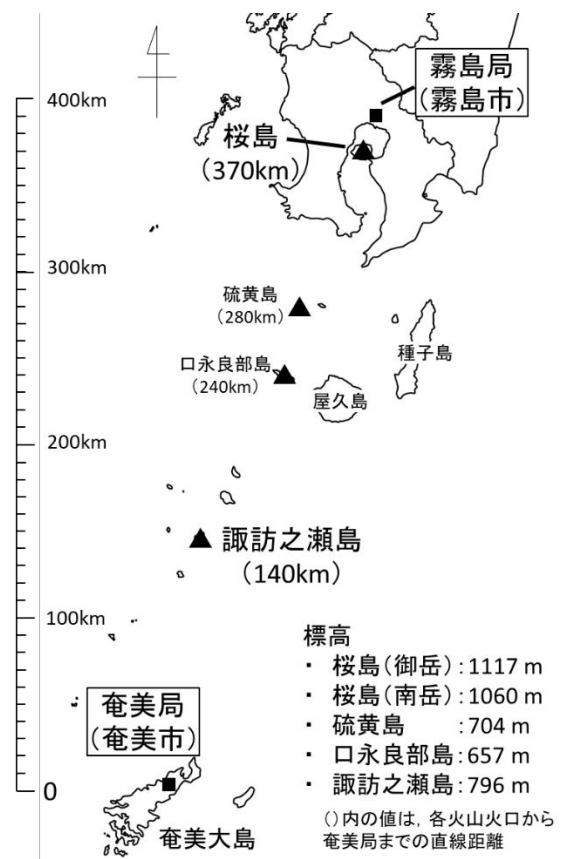 霧島局
(霧島市)
400km
桜島
(370km)
300km
硫黄島
(280km)
種子島
口永良部島
(240km)
屋久島
200km
諏訪之瀬島
(140km)
100km
標高
・ 桜島(御岳):1117 m
・ 桜島(南岳):1060 m
・ 硫黄島 :704 m
・ 口永良部島:657 m
・ 諏訪之瀬島:796 m
()内の値は，各火山火口から
奄美局までの直線距離
奄美局
(奄美市)
0
奄美大島